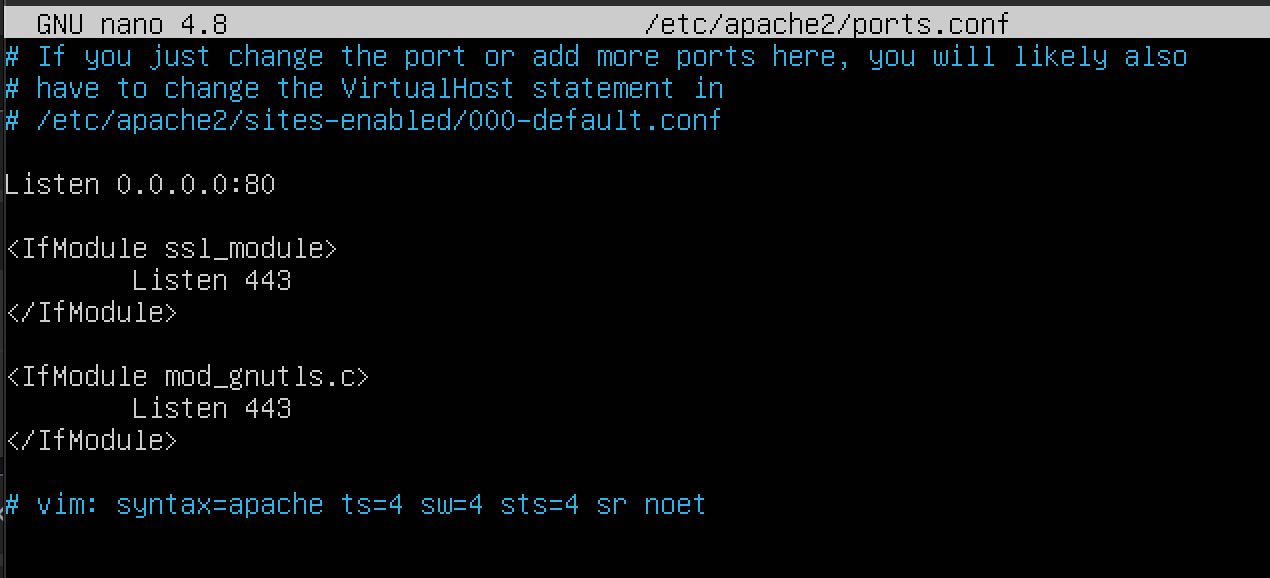 GNU nano 4.8 /etc/apache2/ports.conf
# If you just change the port or add more ports here, you will likely also
# have to change the VirtualHost statement in
# /etc/apache2/sites-enabled/000-default.conf
Listen 0.0.0.0:80
<IfModule ssl_module>
Listen 443
</IfModule>
<IfModule mod_gnutls.c>
Listen 443
</IfModule>
# vim: syntax=apache ts=4 sw=4 sts=4 sr noet